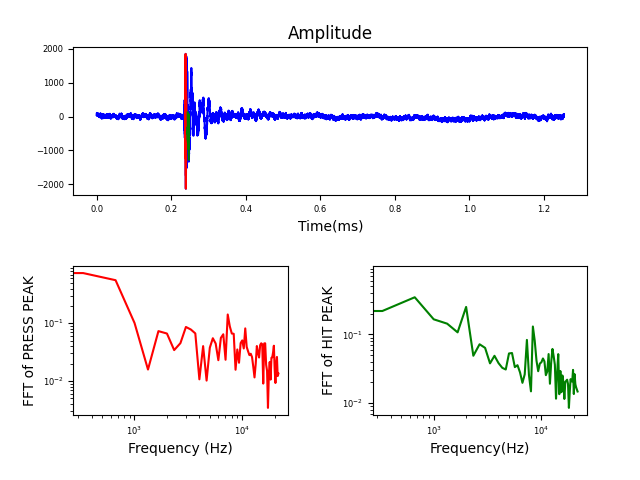 Amplitude
2000
1000
0
−1000
−2000
0.0 0.2 0.4 0.6 0.8 1.0 1.2
Time(ms)
FFT of PRESS PEAK
10⁻¹
10⁻²
10³ 10⁴
Frequency (Hz)
FFT of HIT PEAK
10⁻¹
10⁻²
10³ 10⁴
Frequency(Hz)